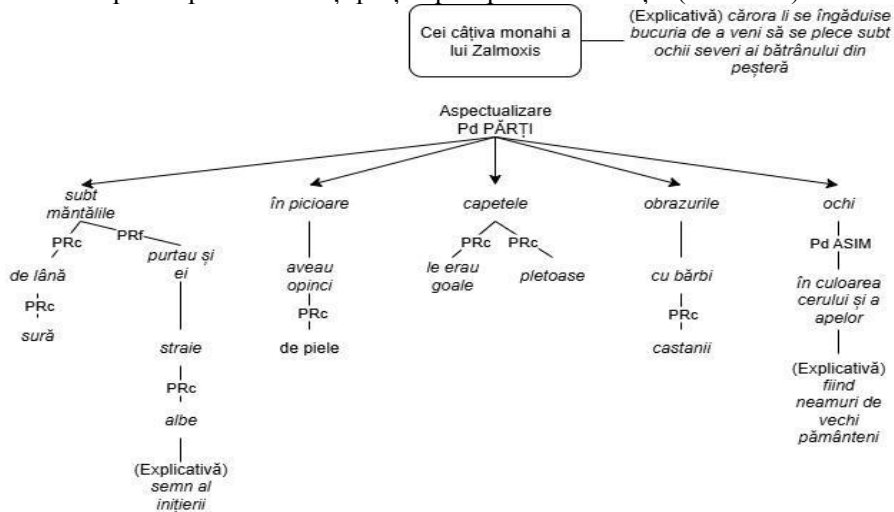 Cei câțiva monahi a
lui Zalmoxis
(Explicativă) cărora li se îngăduise
bucuria de a veni să se plece subt
ochii severi ai bătrânului din
peșteră
Aspectualizare
Pd PĂRȚI
subt
măntălile
PRc
PRf
de lână
PRc
sură
purtau și
ei
straie
PRc
albe
(Explicativă)
semn al
inițierii
în picioare
aveau
opinci
PRc
de piele
capetele
PRc
PRc
le erau
goale
pletoase
obrazurile
cu bărbi
PRc
castanii
ochi
Pd ASIM
în culoarea
cerului și a
apelor
(Explicativă)
fiind
neamuri de
vechi
pământeni